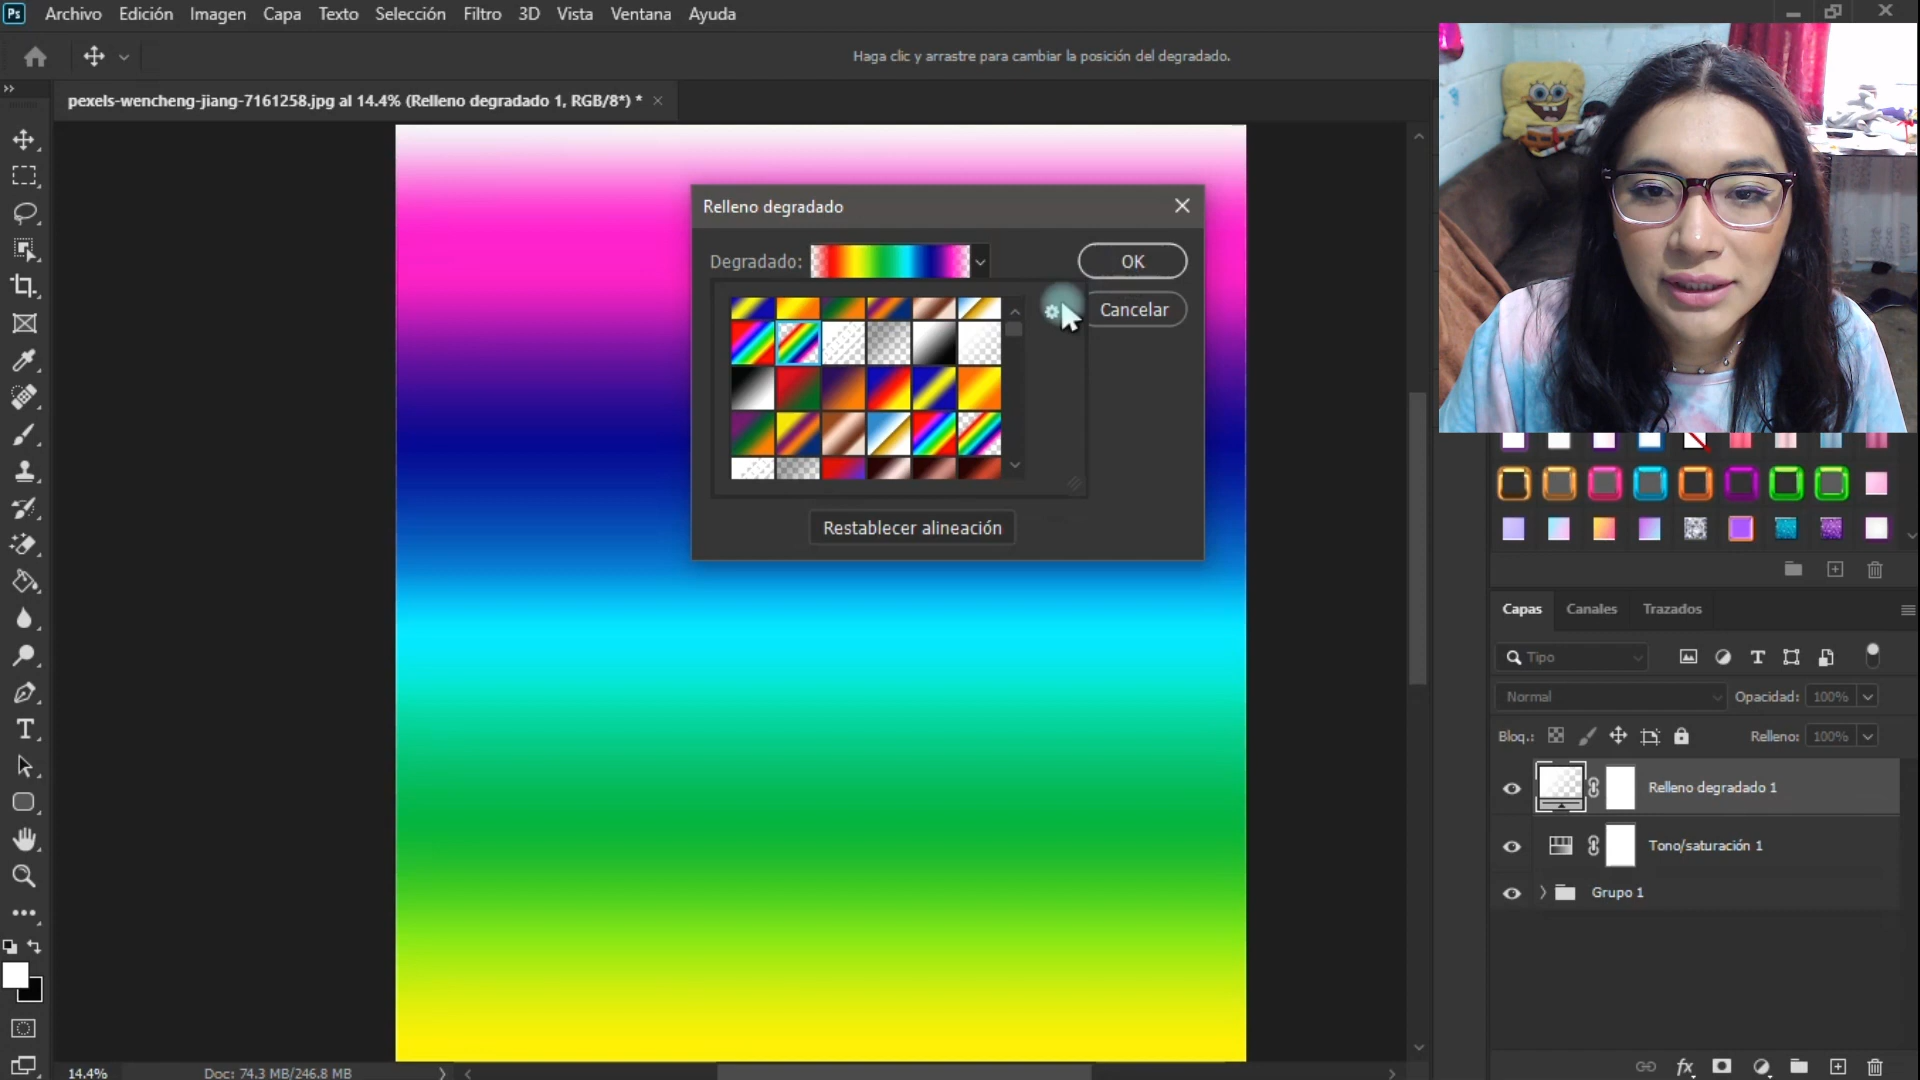 Ps Archivo Edición Imagen Capa Texto Selección Filtro 3D Vista Ventana Ayuda
Haga clic y arrastre para cambiar la posición del degradado.
pexels-wencheng-jiang-7161258.jpg al 14.4% (Relleno degradado 1, RGB/8*) *
Relleno degradado
Degradado:
OK
Cancelar
Restablecer alineación
Capas Canales Trazados
Tipo
Normal Opacidad: 100%
Bloq.: Relleno: 100%
Relleno degradado 1
Tono/saturación 1
Grupo 1
14.4% Doc: 74.3 MB/246.8 MB